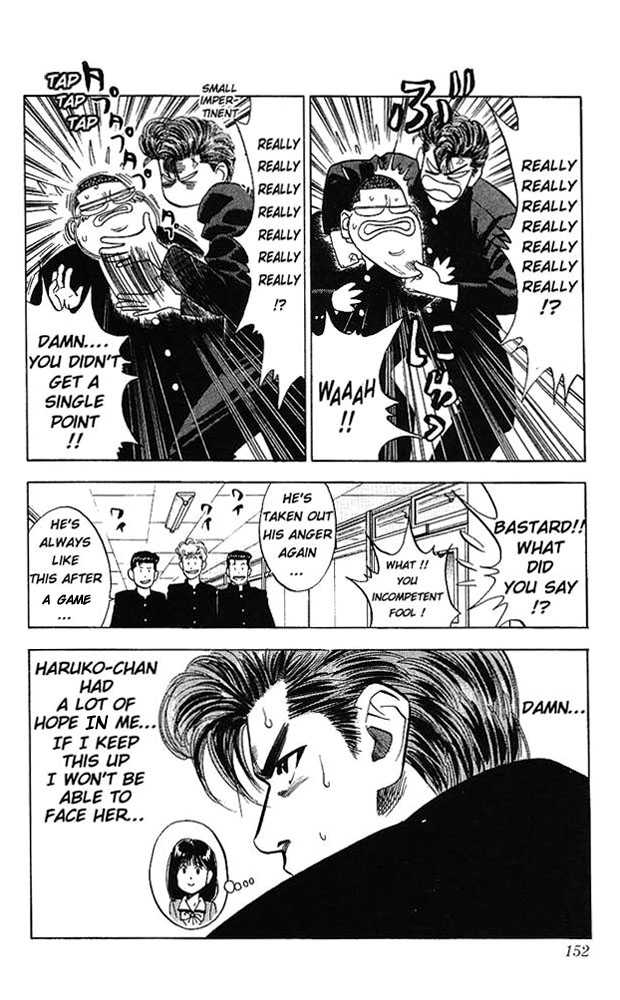 REALLY
REALLY
REALLY
REALLY
REALLY
REALLY
REALLY
!?
WAAAH
!!
SMALL
IMPER-
TINENT
REALLY
REALLY
REALLY
REALLY
REALLY
REALLY
REALLY
!?
TAP
TAP
TAP
DAMN....
YOU DIDN'T
GET A
SINGLE
POINT
!!
BASTARD!!
WHAT
DID
YOU SAY
!?
WHAT !!
YOU
INCOMPETENT
FOOL !
HE'S
TAKEN OUT
HIS ANGER
AGAIN
...
HE'S
ALWAYS
LIKE
THIS AFTER
A GAME
...
DAMN...
HARUKO-CHAN
HAD
A LOT OF
HOPE IN ME...
IF I KEEP
THIS UP
I WON'T BE
ABLE TO
FACE HER...
152